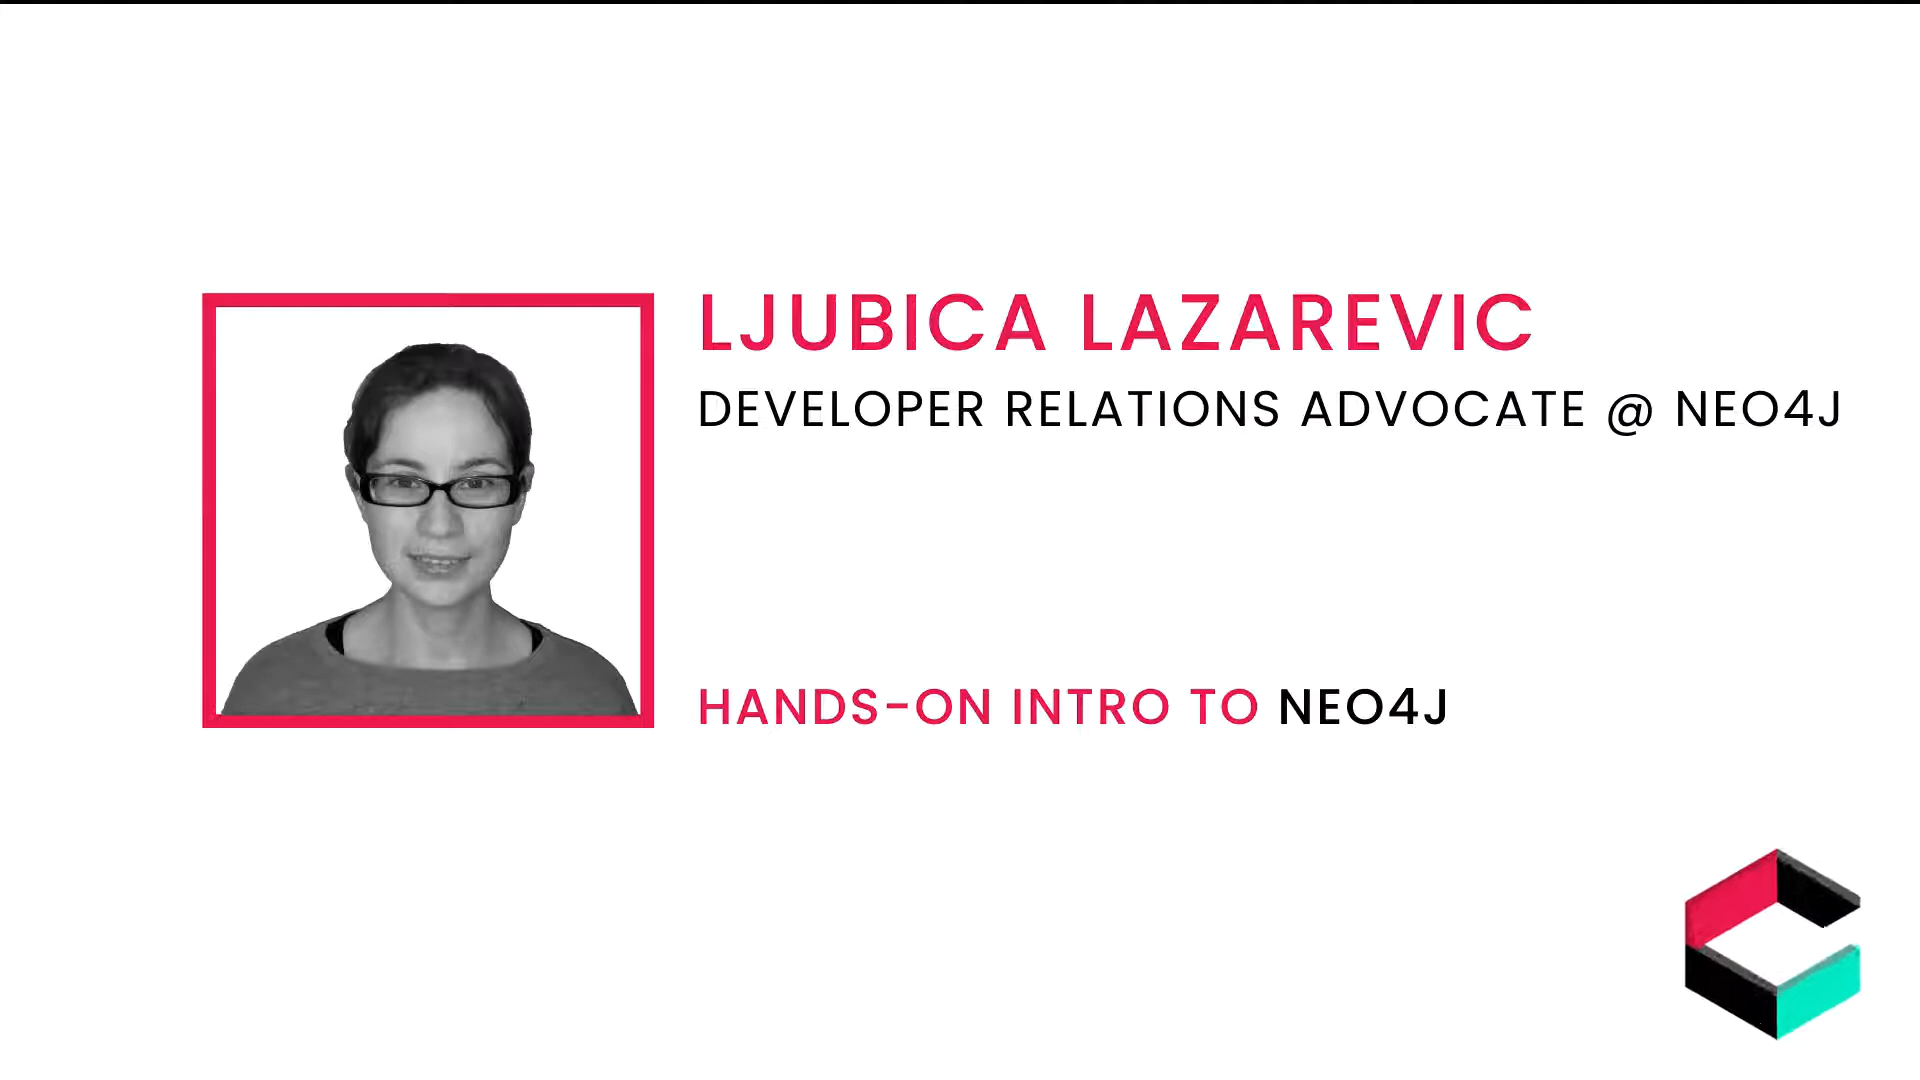 LJUBICA LAZAREVIC
DEVELOPER RELATIONS ADVOCATE @ NEO4J
HANDS-ON INTRO TO NEO4J